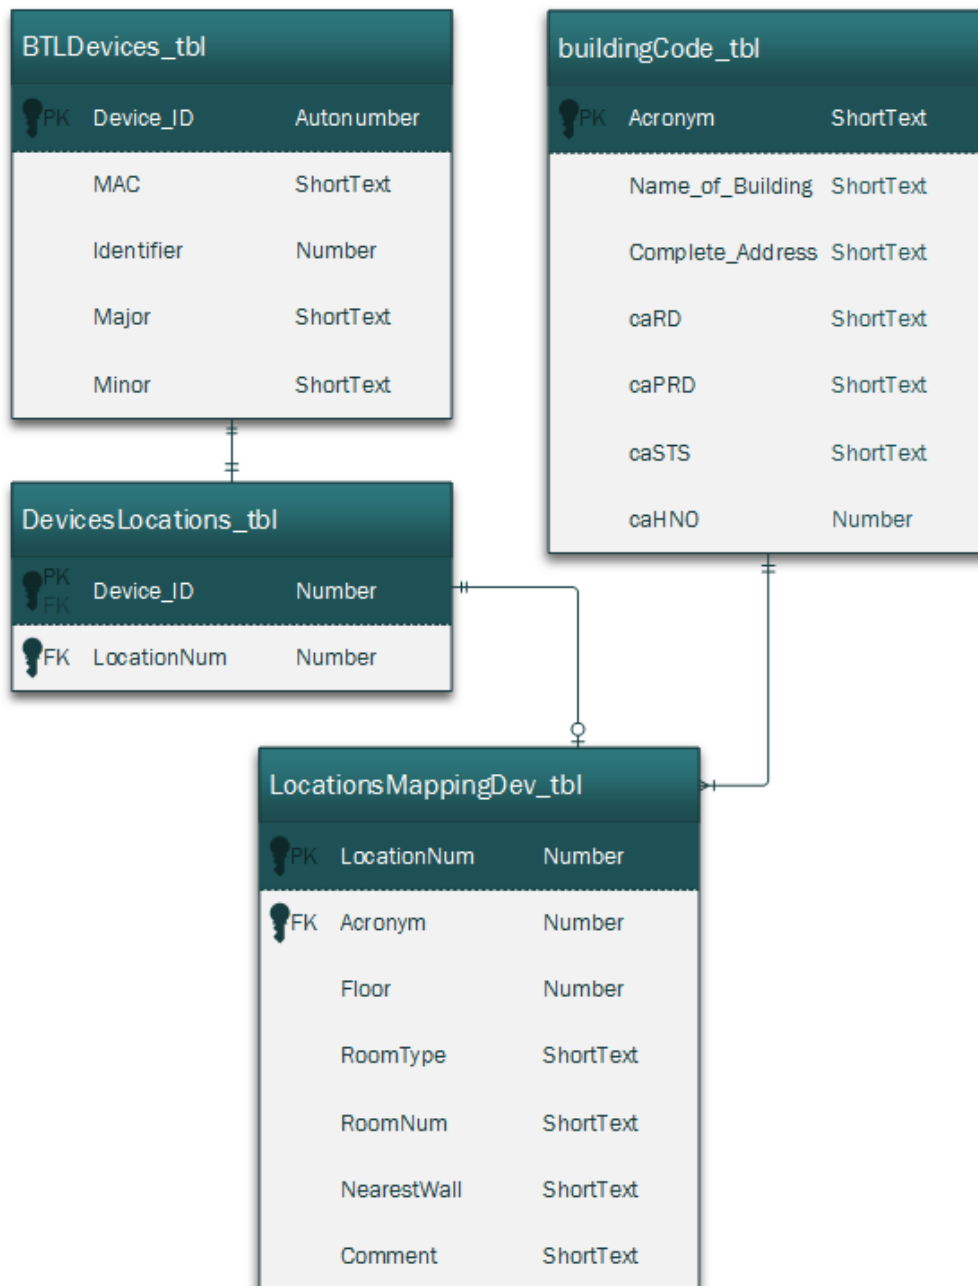 BTLDevices_tbl
PK Device_ID Autonumber
MAC ShortText
Identifier Number
Major ShortText
Minor ShortText
buildingCode_tbl
PK Acronym ShortText
Name_of_Building ShortText
Complete_Address ShortText
caRD ShortText
caPRD ShortText
caSTS ShortText
caHNO Number
DevicesLocations_tbl
PK
FK Device_ID Number
FK LocationNum Number
LocationsMappingDev_tbl
PK LocationNum Number
FK Acronym Number
Floor Number
RoomType ShortText
RoomNum ShortText
NearestWall ShortText
Comment ShortText